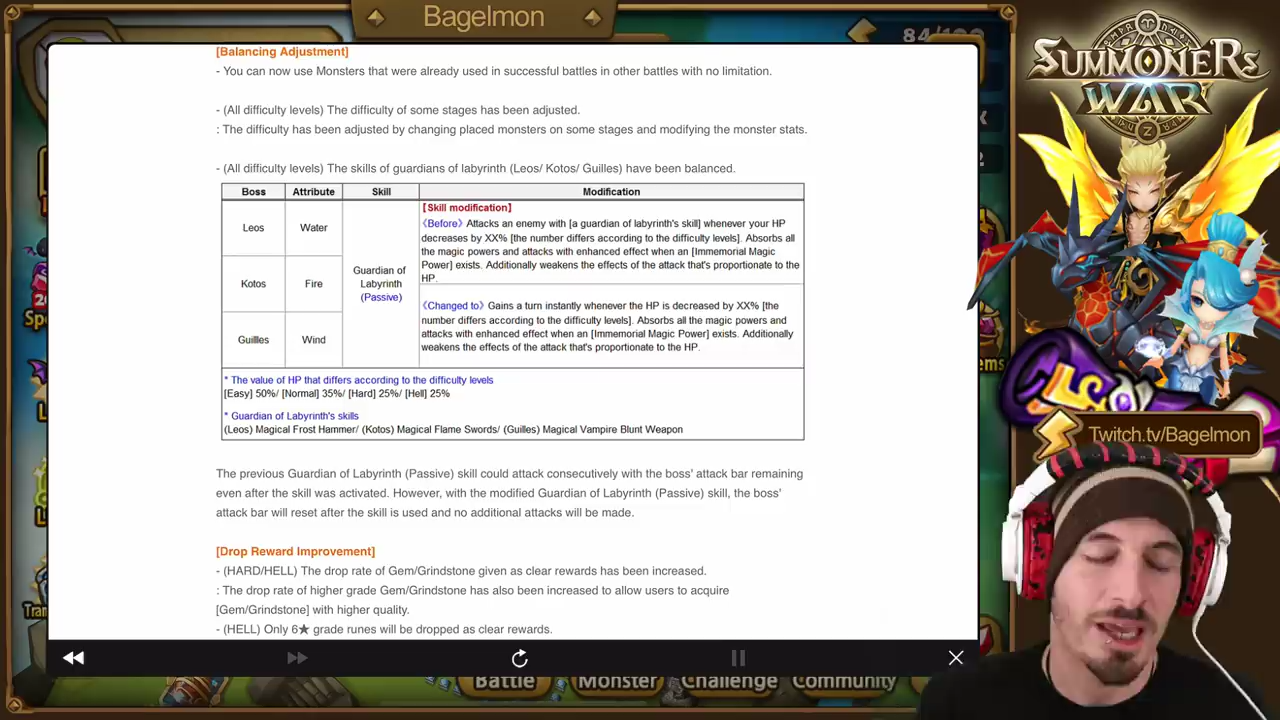 Bagelmon
84/100
SUMMONERS
WAR
[Balancing Adjustment]
- You can now use Monsters that were already used in successful battles in other battles with no limitation.
- (All difficulty levels) The difficulty of some stages has been adjusted.
: The difficulty has been adjusted by changing placed monsters on some stages and modifying the monster stats.
- (All difficulty levels) The skills of guardians of labyrinth (Leos/ Kotos/ Guilles) have been balanced.
Boss Attribute Skill Modification
Leos Water
Kotos Fire
Guilles Wind
Guardian of
Labyrinth
(Passive)
【Skill modification】
《Before》 Attacks an enemy with [a guardian of labyrinth's skill] whenever your HP
decreases by XX% [the number differs according to the difficulty levels]. Absorbs all
the magic powers and attacks with enhanced effect when an [Immemorial Magic
Power] exists. Additionally weakens the effects of the attack that's proportionate to the
HP.
《Changed to》 Gains a turn instantly whenever the HP is decreased by XX% [the
number differs according to the difficulty levels]. Absorbs all the magic powers and
attacks with enhanced effect when an [Immemorial Magic Power] exists. Additionally
weakens the effects of the attack that's proportionate to the HP.
* The value of HP that differs according to the difficulty levels
[Easy] 50%/ [Normal] 35%/ [Hard] 25%/ [Hell] 25%
* Guardian of Labyrinth's skills
(Leos) Magical Frost Hammer/ (Kotos) Magical Flame Swords/ (Guilles) Magical Vampire Blunt Weapon
The previous Guardian of Labyrinth (Passive) skill could attack consecutively with the boss' attack bar remaining
even after the skill was activated. However, with the modified Guardian of Labyrinth (Passive) skill, the boss'
attack bar will reset after the skill is used and no additional attacks will be made.
[Drop Reward Improvement]
- (HARD/HELL) The drop rate of Gem/Grindstone given as clear rewards has been increased.
: The drop rate of higher grade Gem/Grindstone has also been increased to allow users to acquire
[Gem/Grindstone] with higher quality.
- (HELL) Only 6★ grade runes will be dropped as clear rewards.
Twitch.tv/Bagelmon
Battle Monster Challenge Community